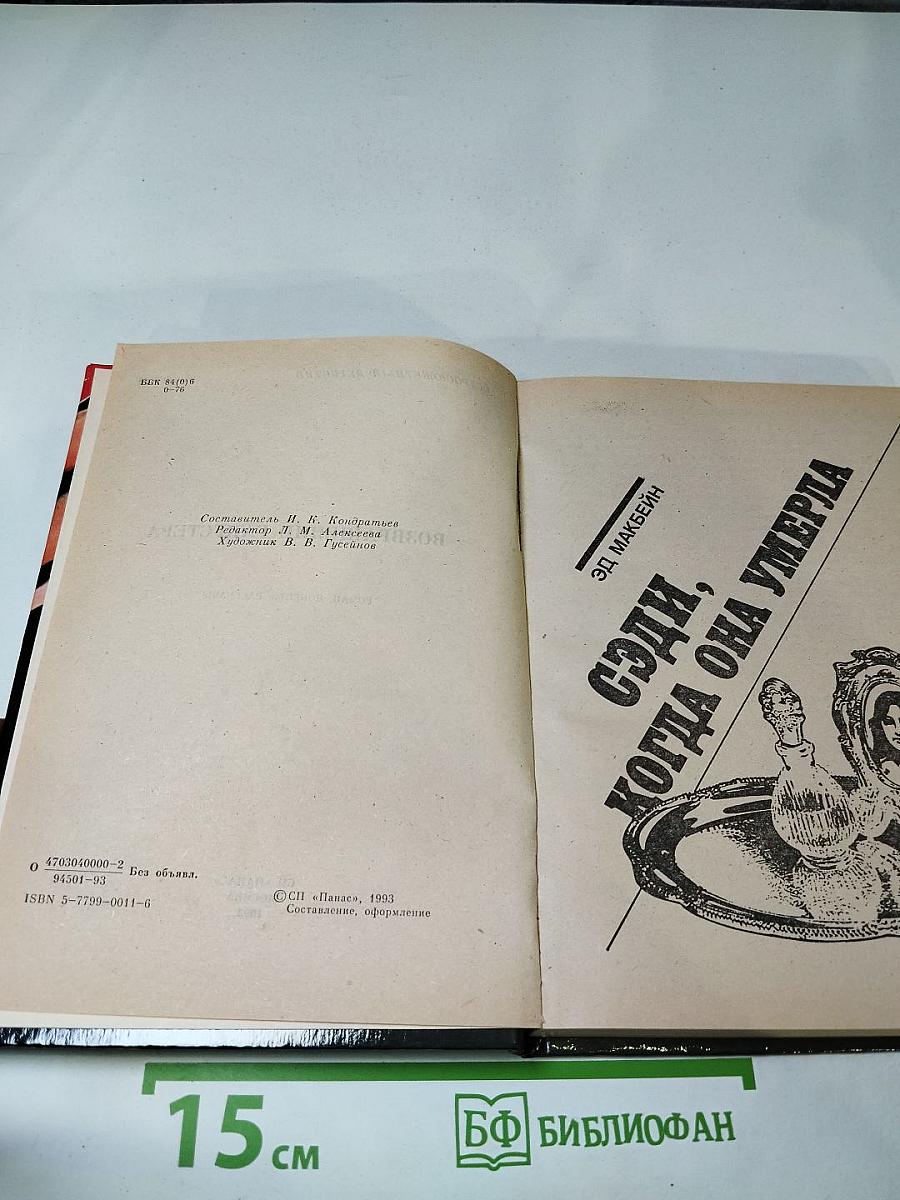 ББК 84(0)6
О-76
Составитель И. К. Кондратьев
Редактор Л. М. Алексеева
Художник В. В. Гусейнов
О 4703040000-2
94501-93 Без объявл.
ISBN 5-7799-0011-6
© СП «Панас», 1993
Составление, оформление
ЭД МАКБЕЙН
СЭДИ,
КОГДА ОНА УМЕРЛА
15 см
БФ БИБЛИОФАН